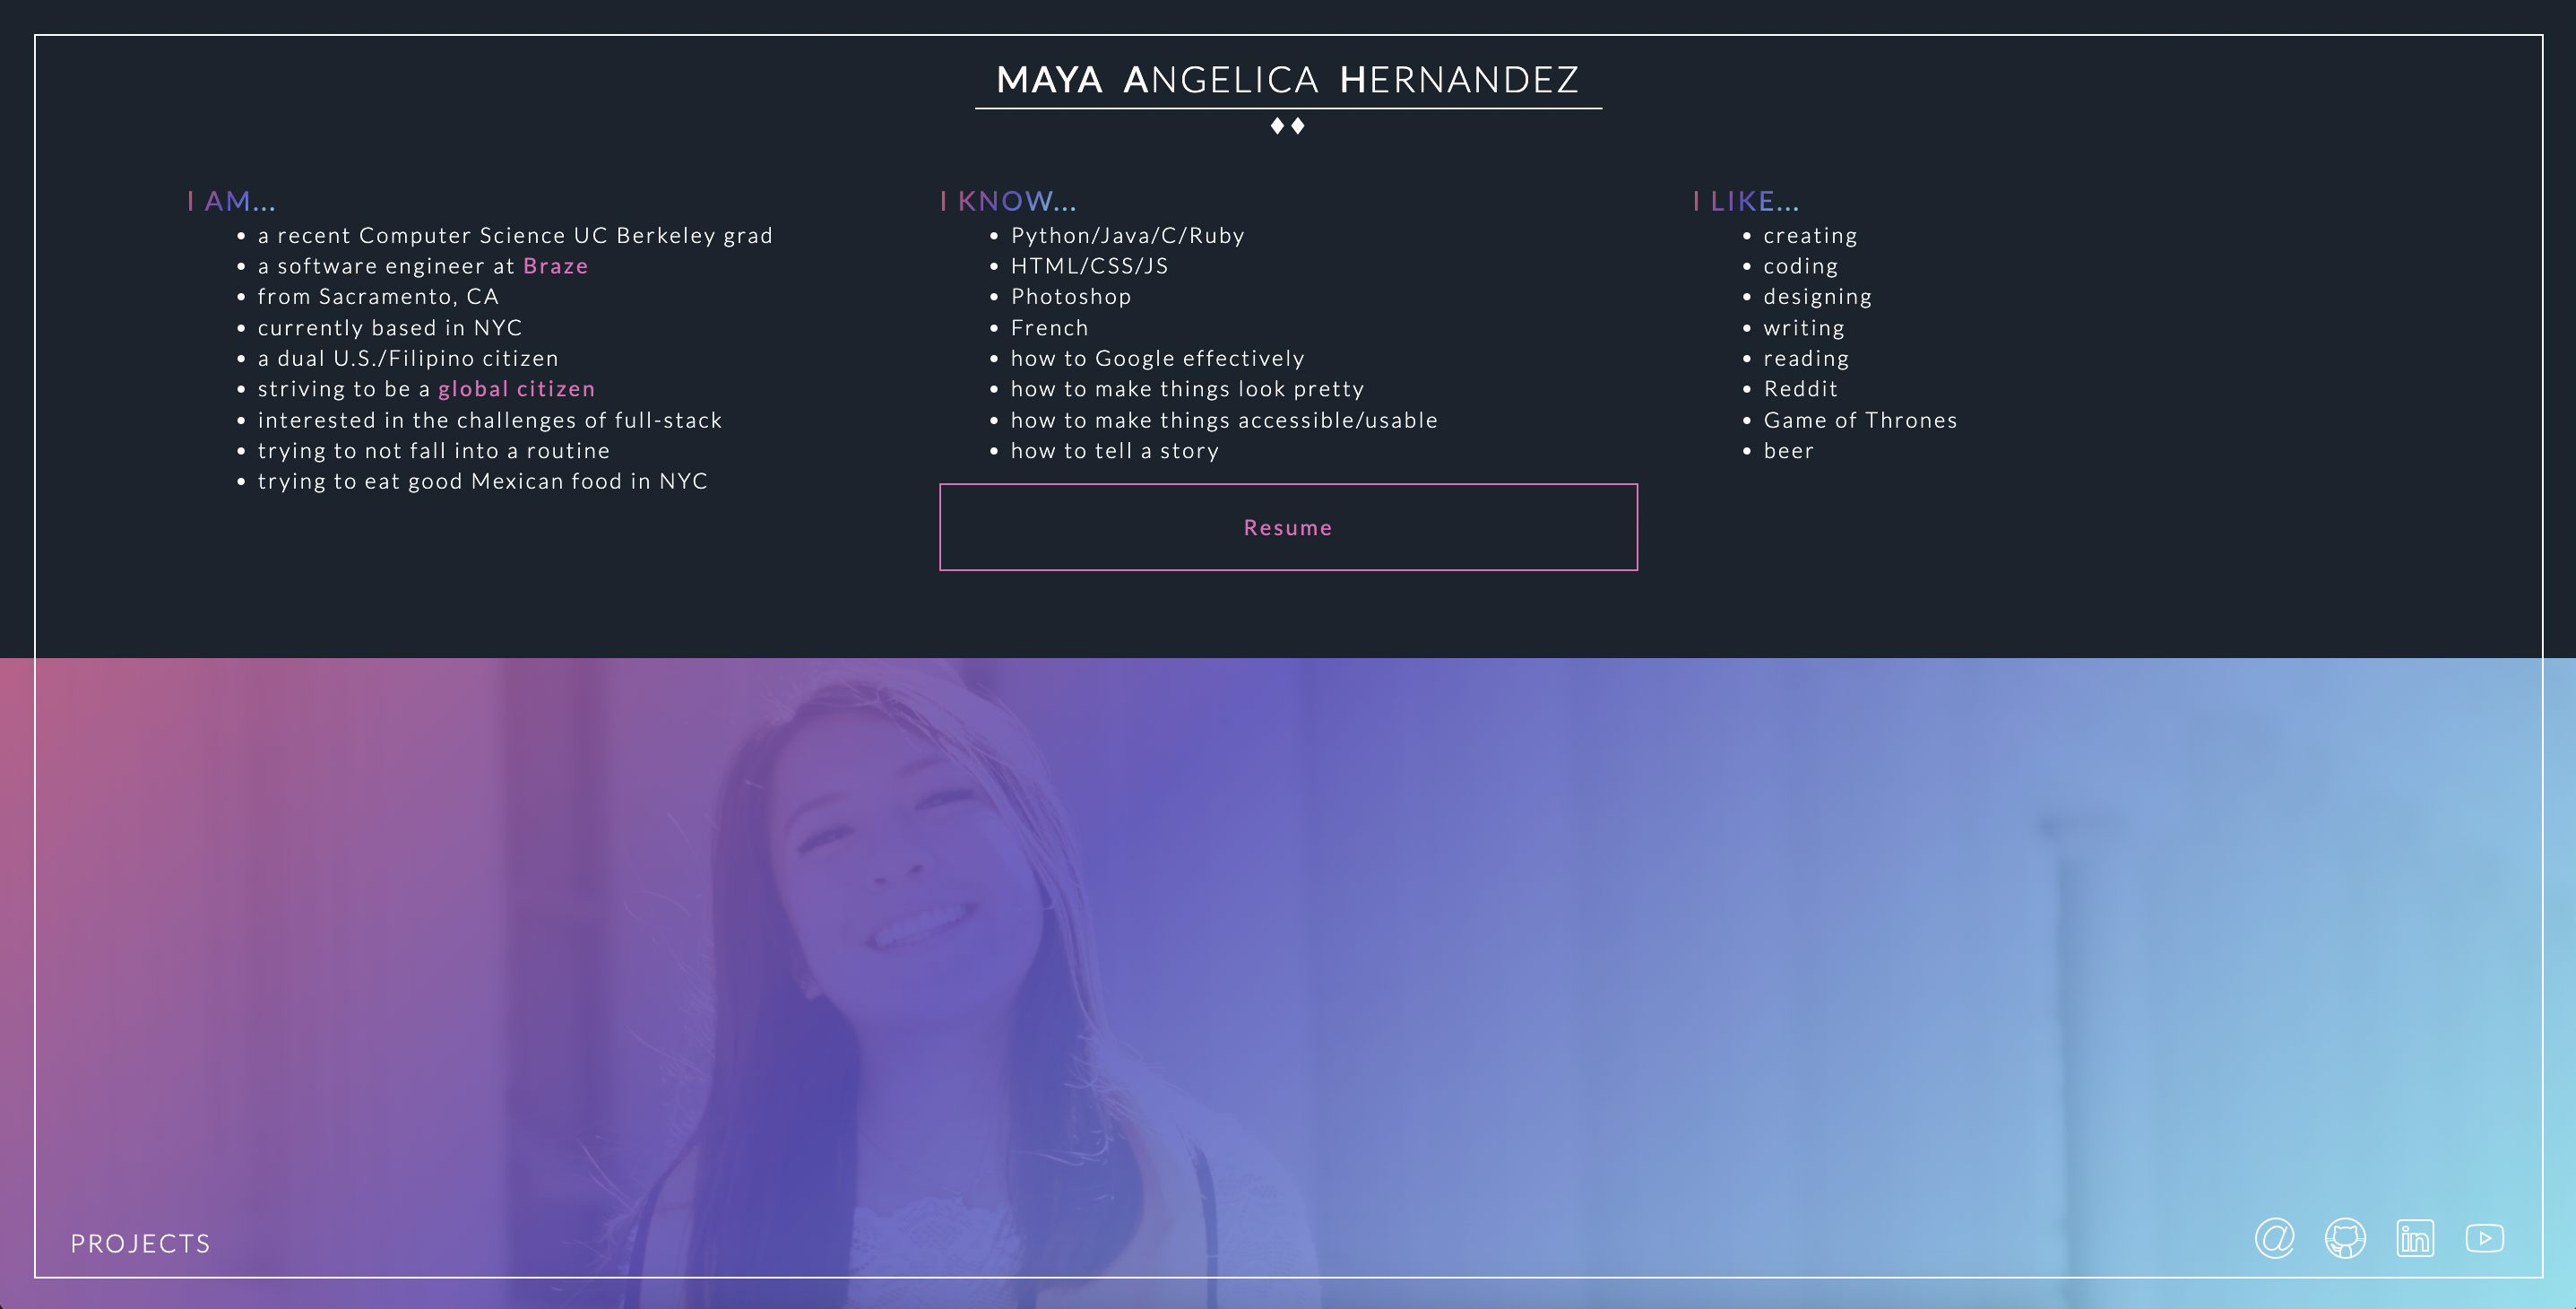 MAYA ANGELICA HERNANDEZ
I AM...
a recent Computer Science UC Berkeley grad
a software engineer at Braze
from Sacramento, CA
currently based in NYC
a dual U.S./Filipino citizen
striving to be a global citizen
interested in the challenges of full-stack
trying to not fall into a routine
trying to eat good Mexican food in NYC
I KNOW...
Python/Java/C/Ruby
HTML/CSS/JS
Photoshop
French
how to Google effectively
how to make things look pretty
how to make things accessible/usable
how to tell a story
Resume
I LIKE...
creating
coding
designing
writing
reading
Reddit
Game of Thrones
beer
PROJECTS
@
in